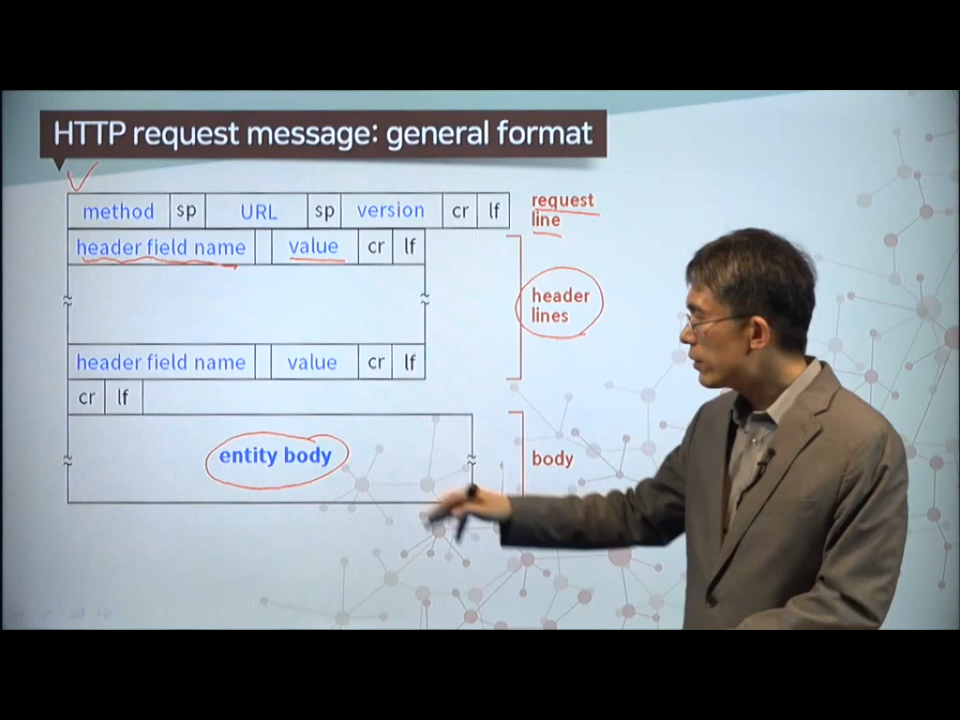 HTTP request message: general format
method sp URL sp version cr lf
request
line
header field name value cr lf
header
lines
header field name value cr lf
cr lf
entity body
body